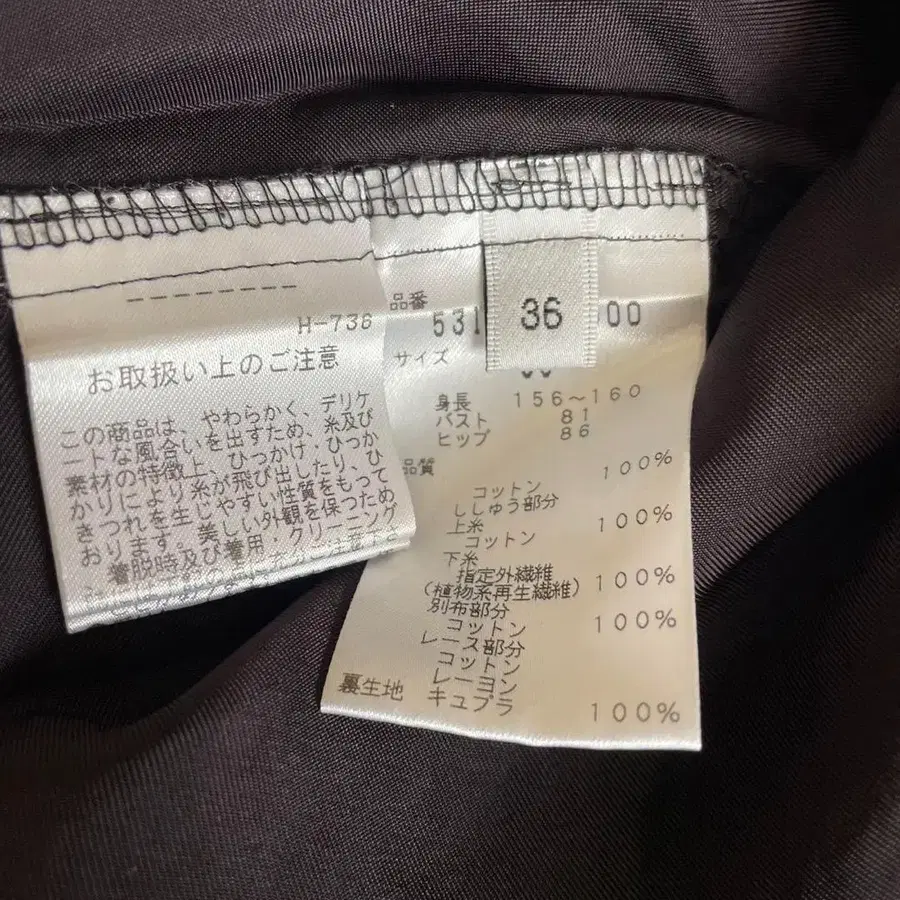 H-736
お取扱い上のご注意
この商品は、やわらかく、デリケ
ートな風合いを出すため、糸及び
素材の特徴上、ひっかけ、ひっか
かりにより糸が飛び出したり、ひ
きつれを生じやすい性質をもって
おります。美しい外観を保つため
着脱時及び着用・クリーニング
品番
531
00
36
サイズ
身長 156～160
バスト 81
ヒップ 86
品質
100%
コットン
ししゅう部分
上糸
100%
コットン
下糸
指定外繊維
(植物系再生繊維) 100%
別布部分
コットン 100%
レース部分
コットン
レーヨン
裏生地 キュプラ 100%